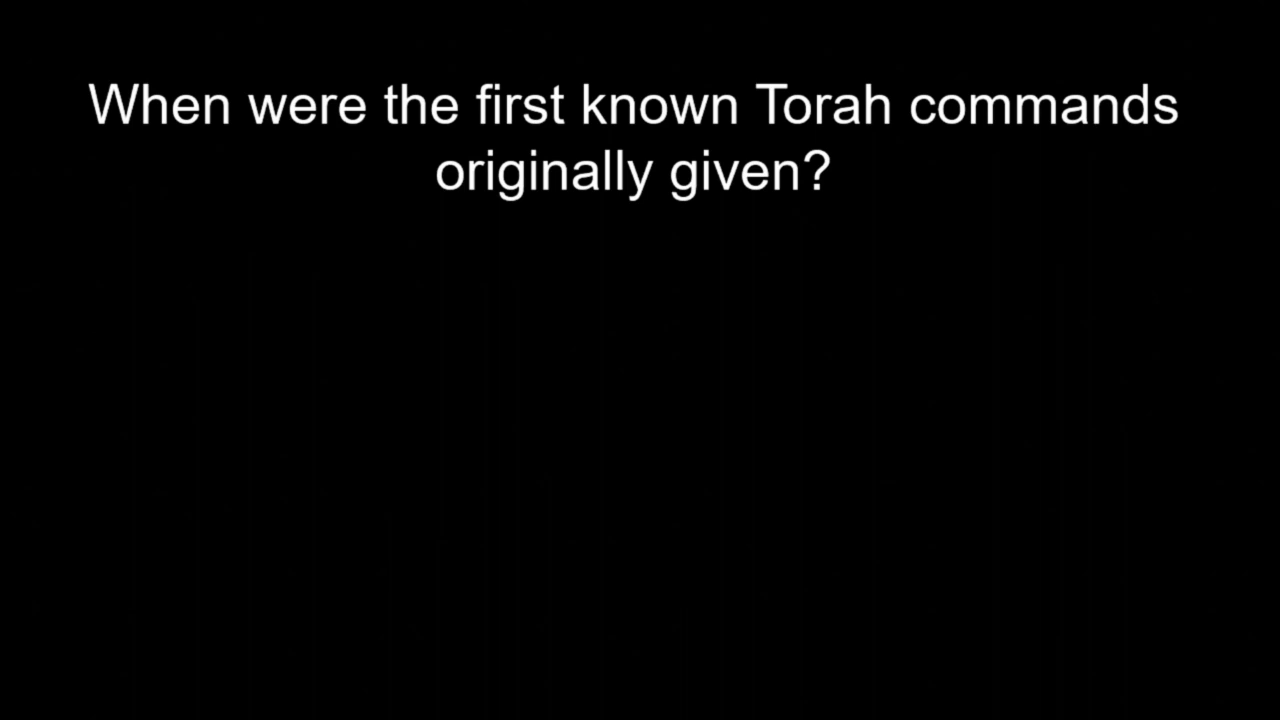 When were the first known Torah commands
originally given?